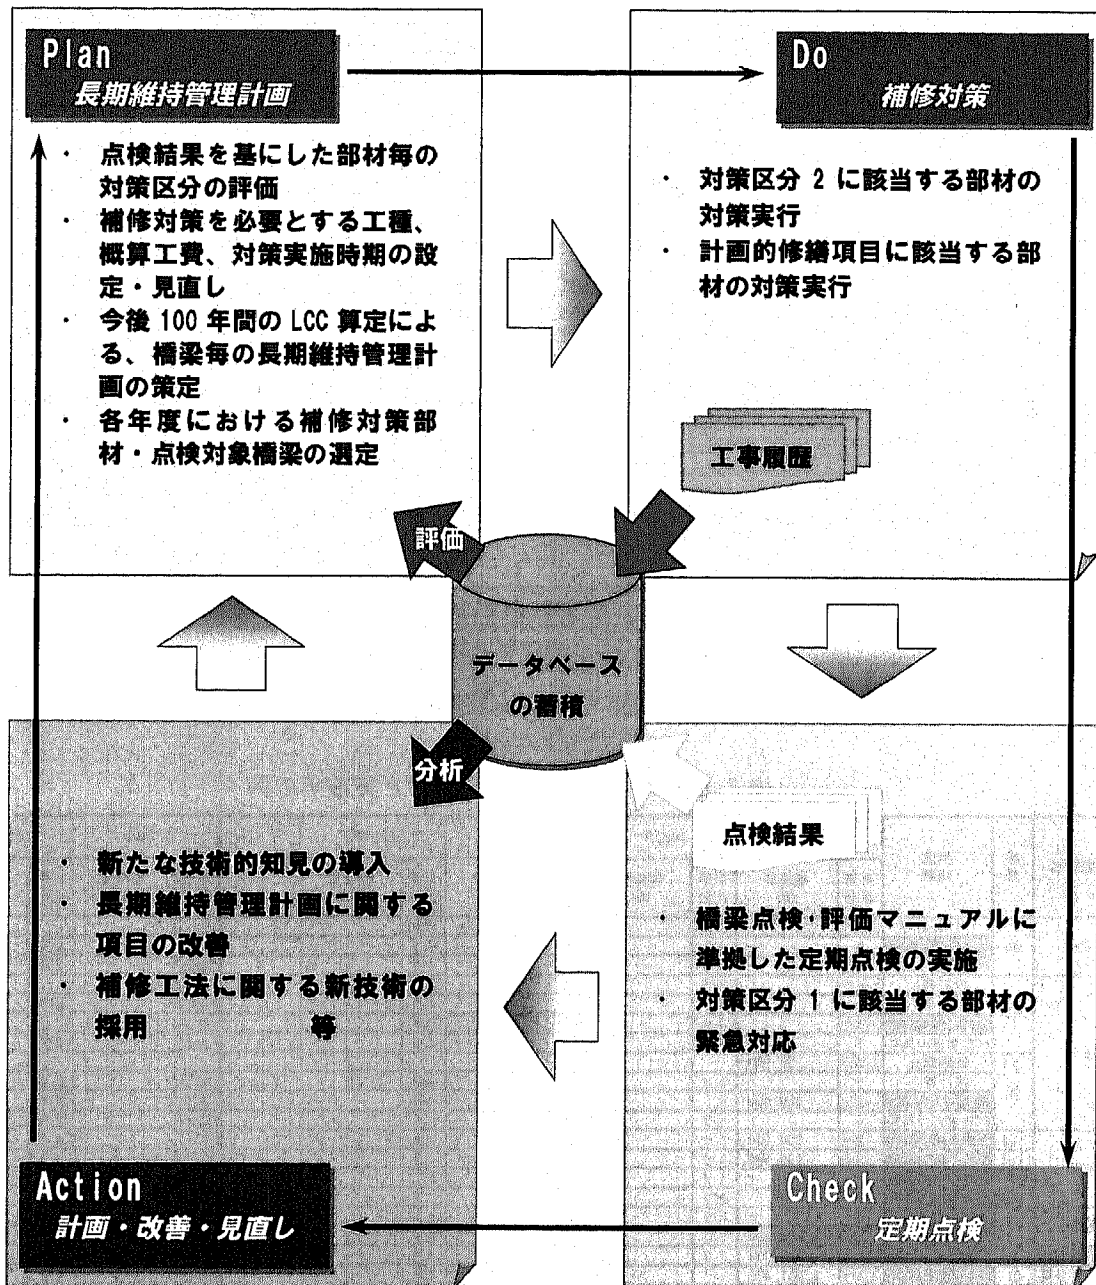 Plan
長期維持管理計画
・ 点検結果を基にした部材毎の
対策区分の評価
・ 補修対策を必要とする工種、
概算工費、対策実施時期の設
定・見直し
・ 今後 100 年間の LCC 算定によ
る、橋梁毎の長期維持管理計
画の策定
・ 各年度における補修対策部
材・点検対象橋梁の選定
Do
補修対策
・ 対策区分 2 に該当する部材の
対策実行
・ 計画的修繕項目に該当する部
材の対策実行
工事履歴
評価
データベース
の蓄積
分析
点検結果
・ 新たな技術的知見の導入
・ 長期維持管理計画に関する
項目の改善
・ 補修工法に関する新技術の
採用 等
・ 橋梁点検・評価マニュアルに
準拠した定期点検の実施
・ 対策区分 1 に該当する部材の
緊急対応
Action
計画・改善・見直し
Check
定期点検